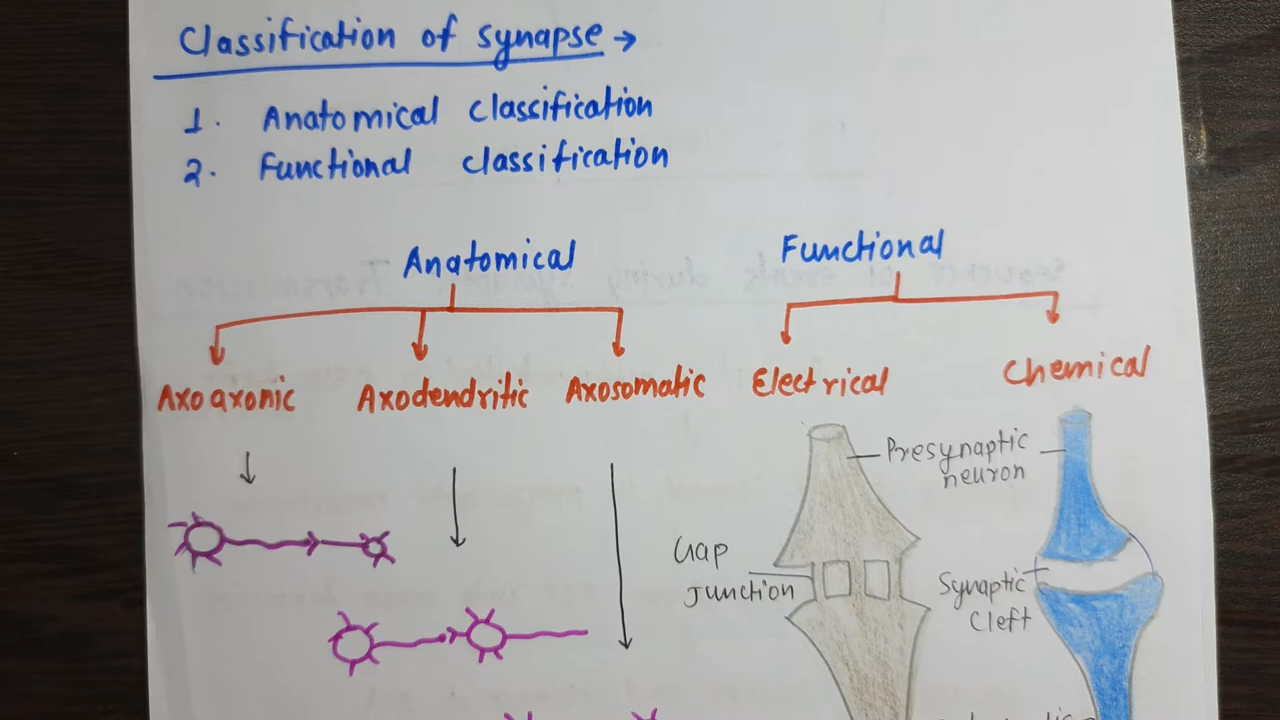 Classification of synapse →
1. Anatomical classification
2. Functional classification
Anatomical
Functional
Axoaxonic
Axodendritic
Axosomatic
Electrical
Chemical
Presynaptic
neuron
Gap
Junction
Synaptic
Cleft